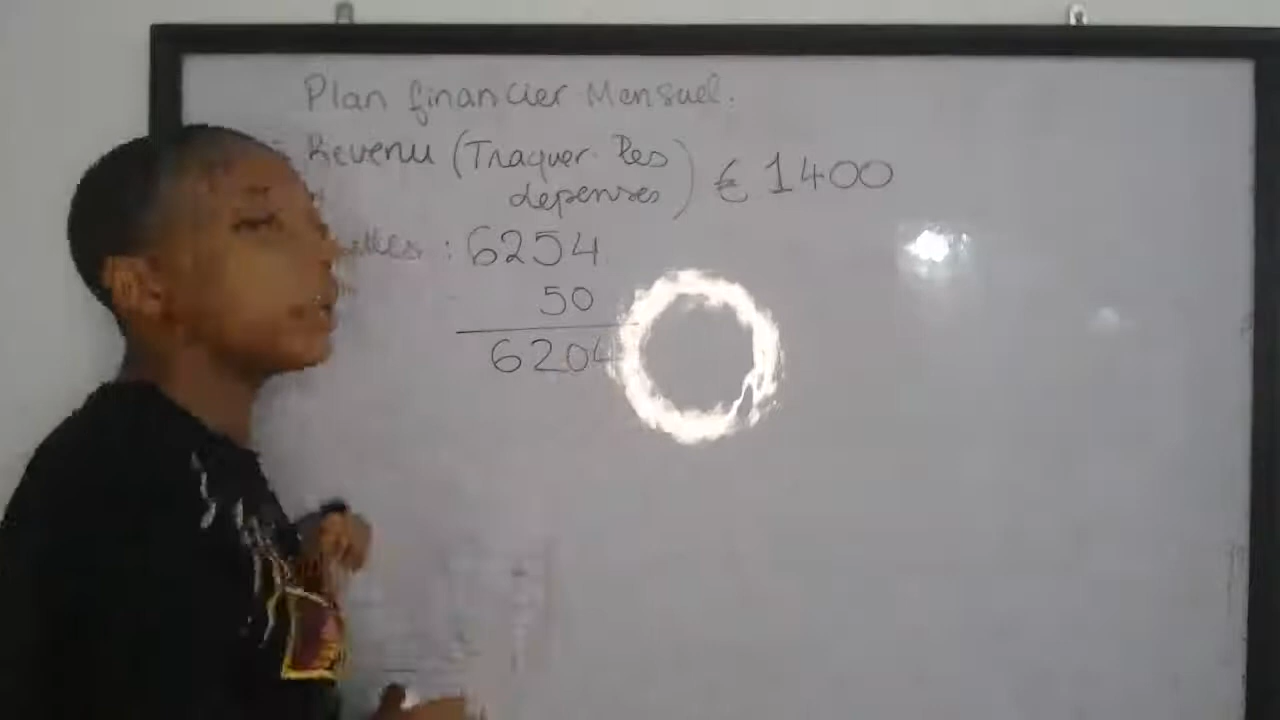 Plan financier Mensuel.
Revenu (Traquer les dépenses) € 1400
: 6254
50
6204